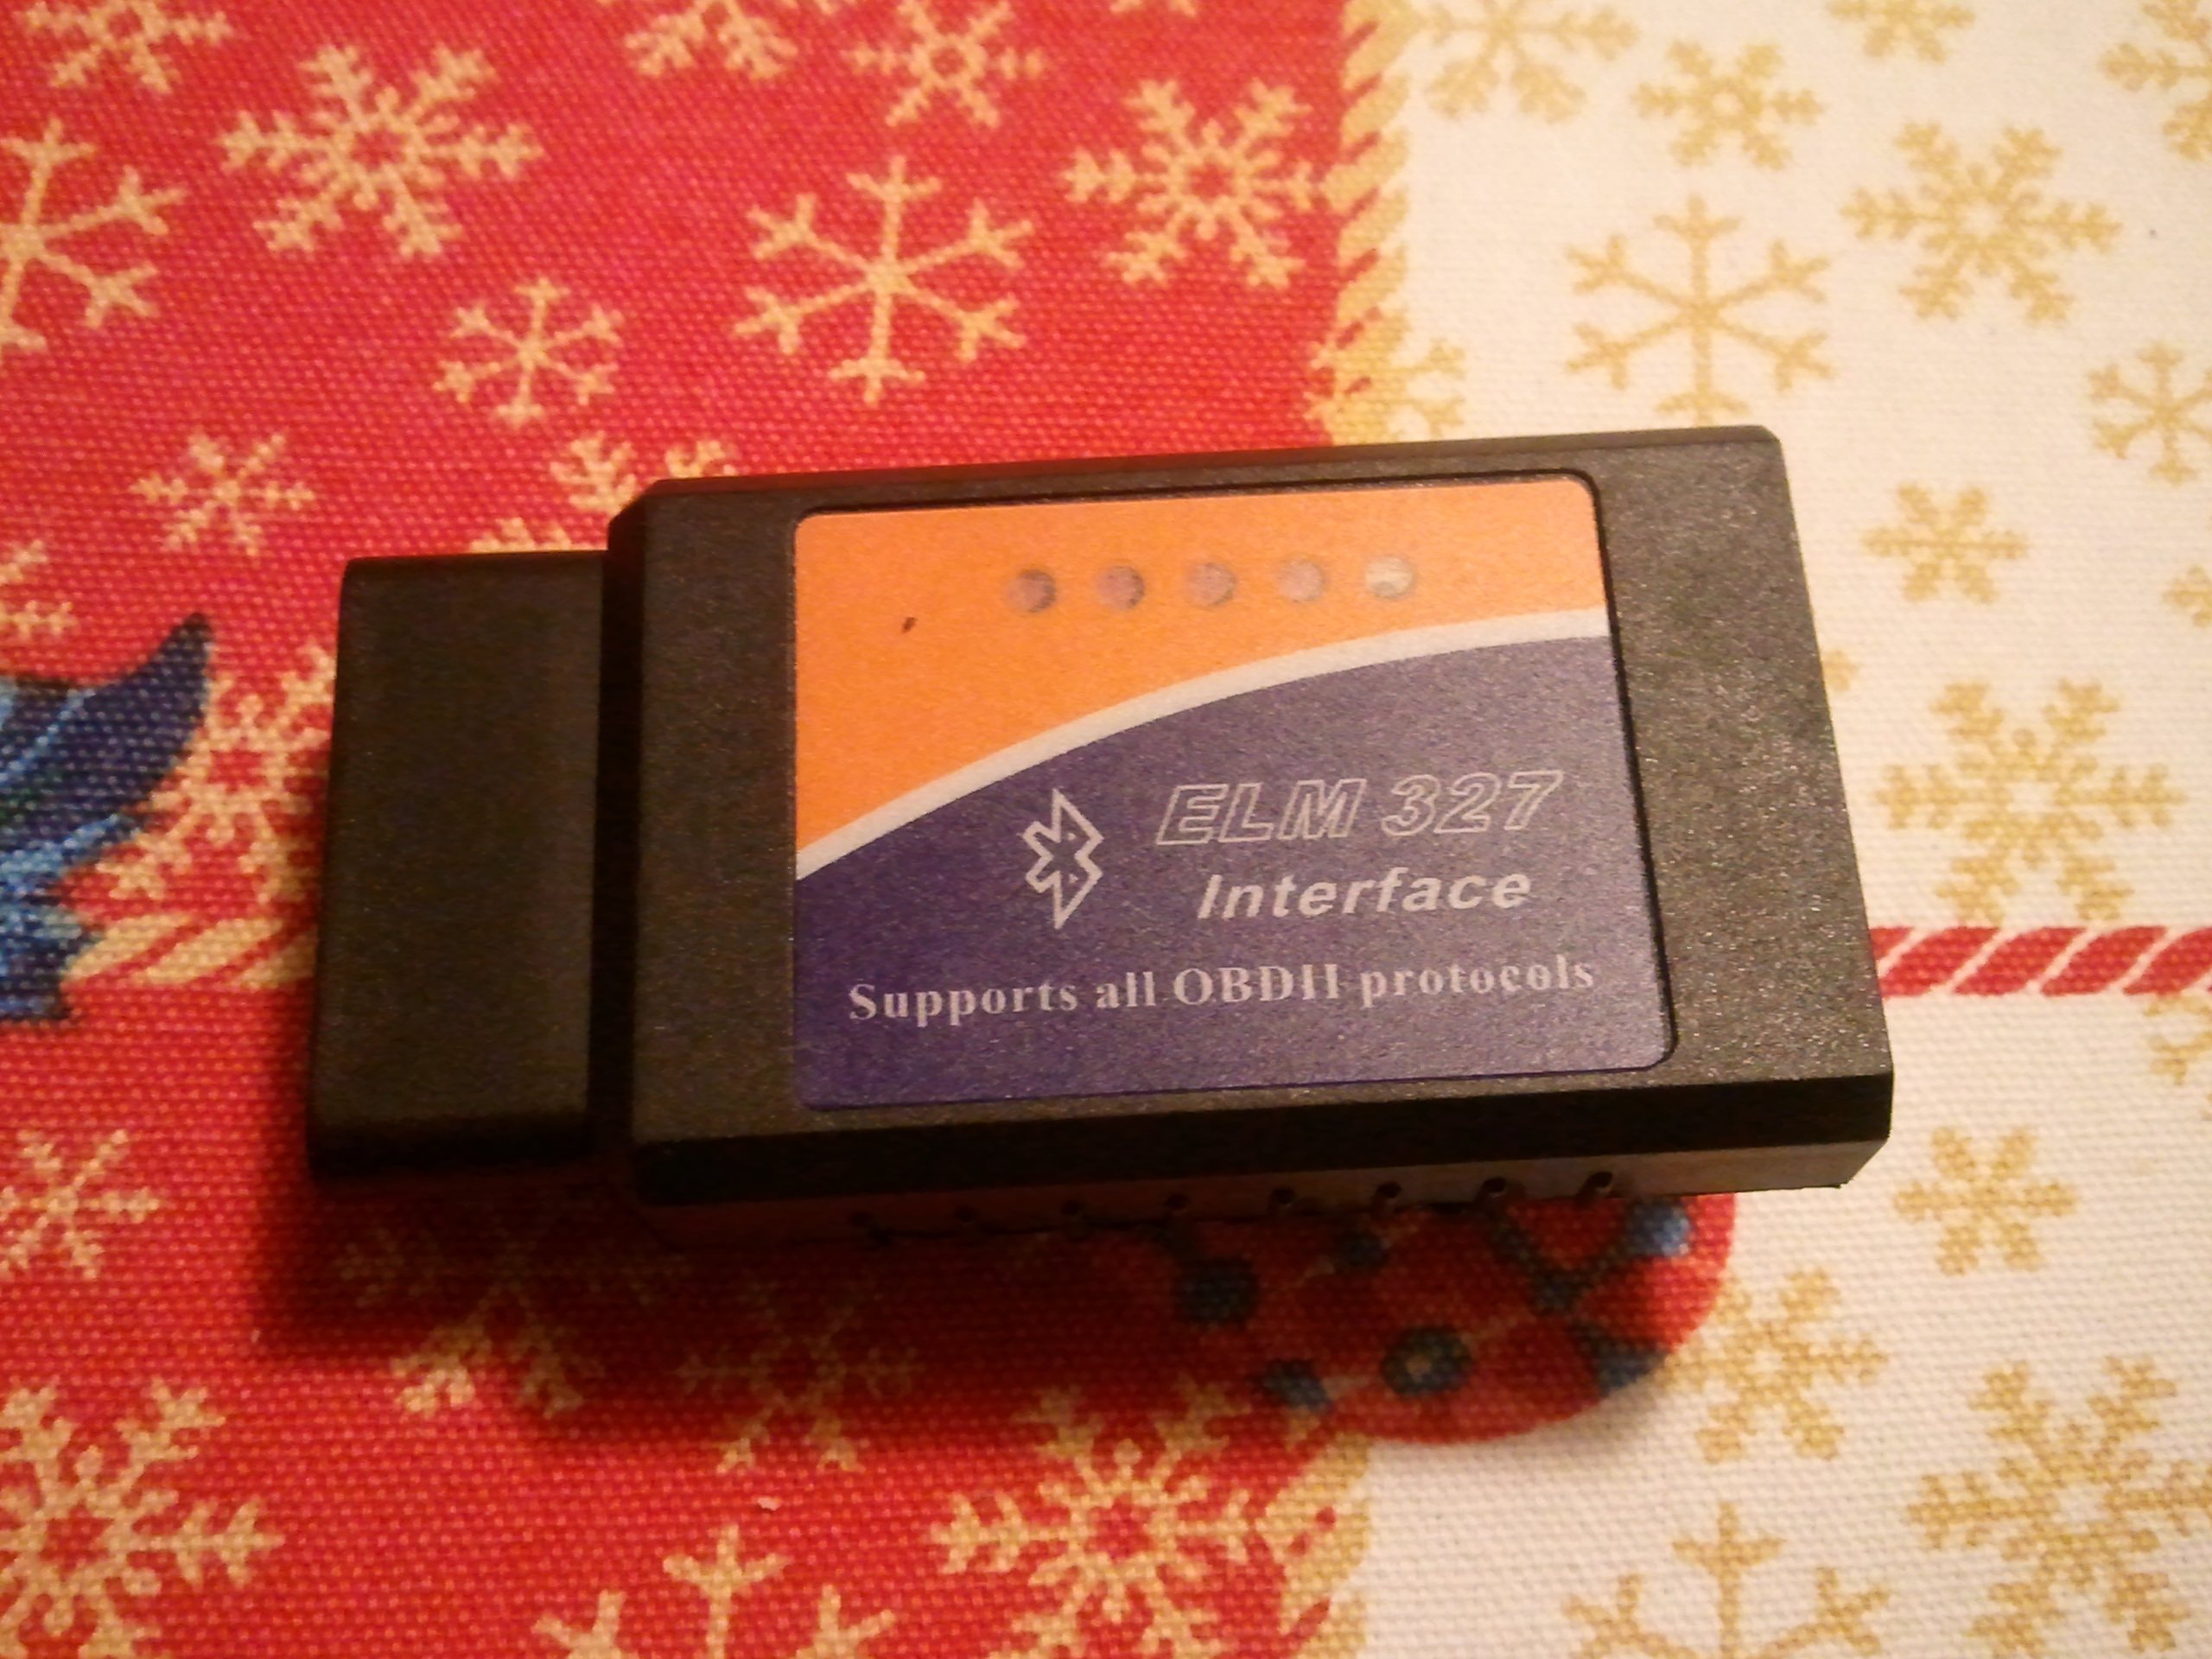 ELM 327
Interface
Supports all OBDII protocols